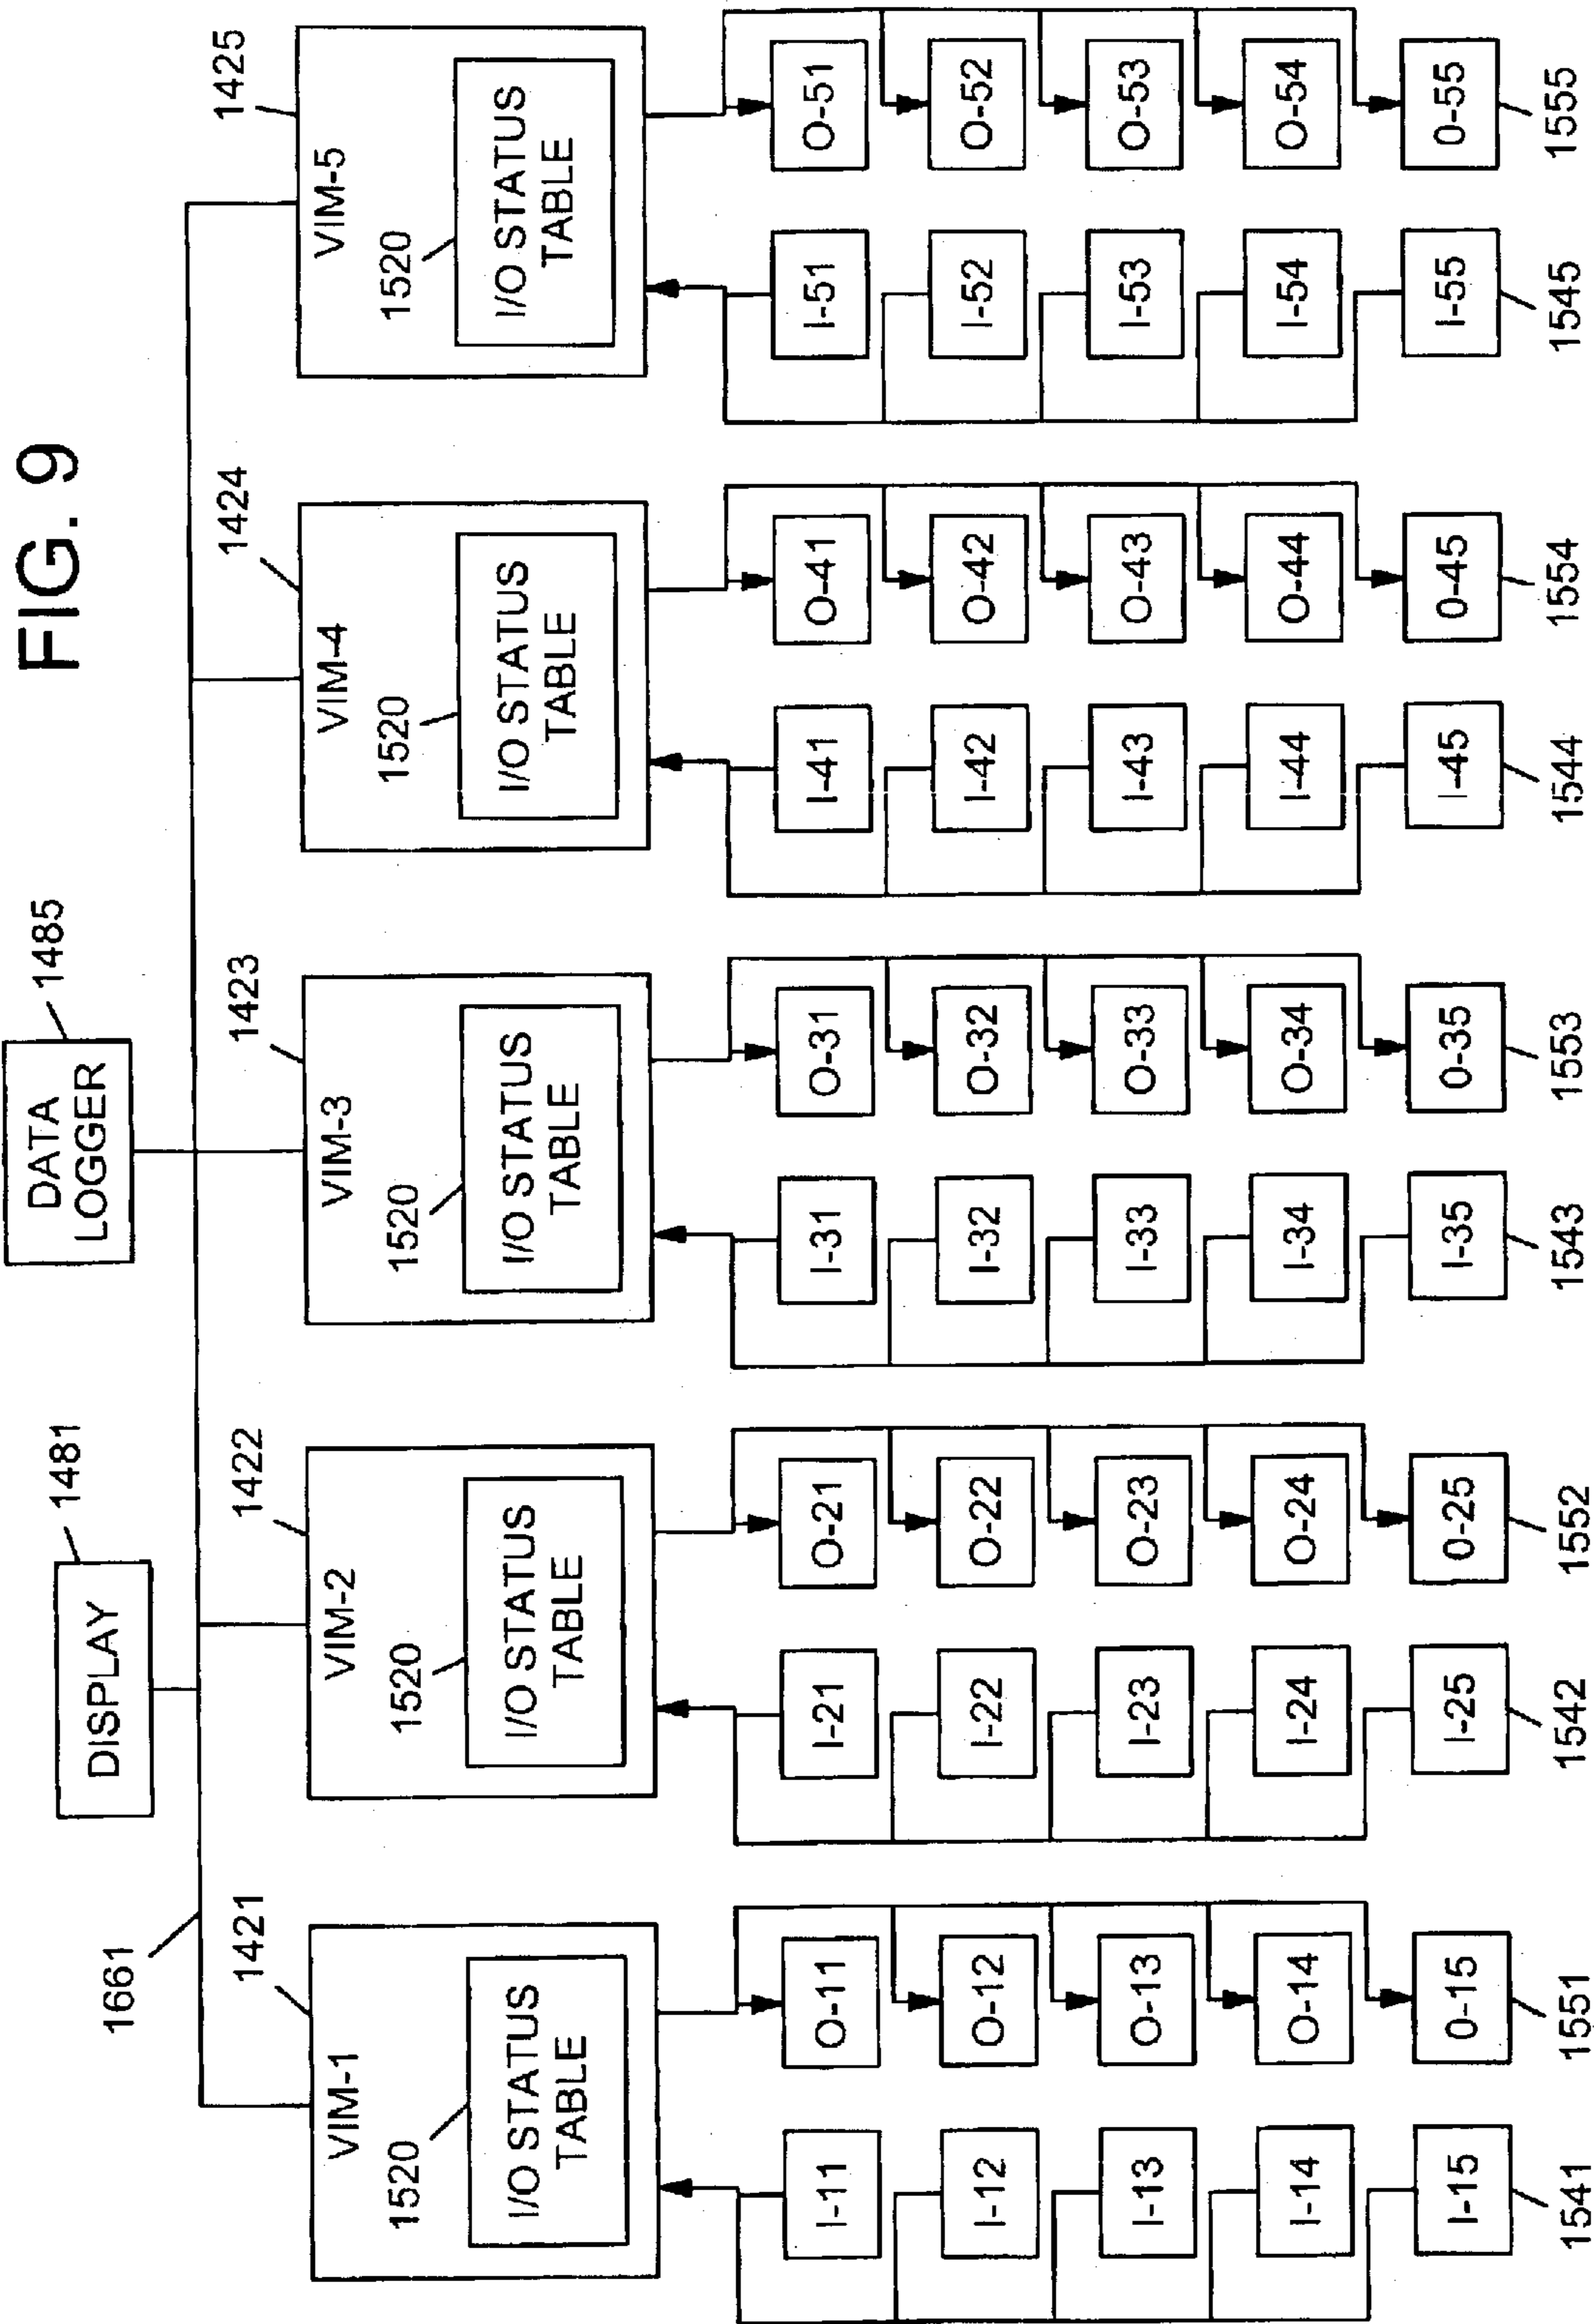 FIG. 9
DISPLAY
1481
DATA
LOGGER
1485
1661
1421
1422
1423
1424
1425
VIM-1
VIM-2
VIM-3
VIM-4
VIM-5
1520
1520
1520
1520
1520
I/O STATUS
TABLE
I/O STATUS
TABLE
I/O STATUS
TABLE
I/O STATUS
TABLE
I/O STATUS
TABLE
I-11
O-11
I-21
O-21
I-31
O-31
I-41
O-41
I-51
O-51
I-12
O-12
I-22
O-22
I-32
O-32
I-42
O-42
I-52
O-52
I-13
O-13
I-23
O-23
I-33
O-33
I-43
O-43
I-53
O-53
I-14
O-14
I-24
O-24
I-34
O-34
I-44
O-44
I-54
O-54
I-15
0-15
I-25
0-25
I-35
0-35
I-45
0-45
I-55
0-55
1541
1551
1542
1552
1543
1553
1544
1554
1545
1555